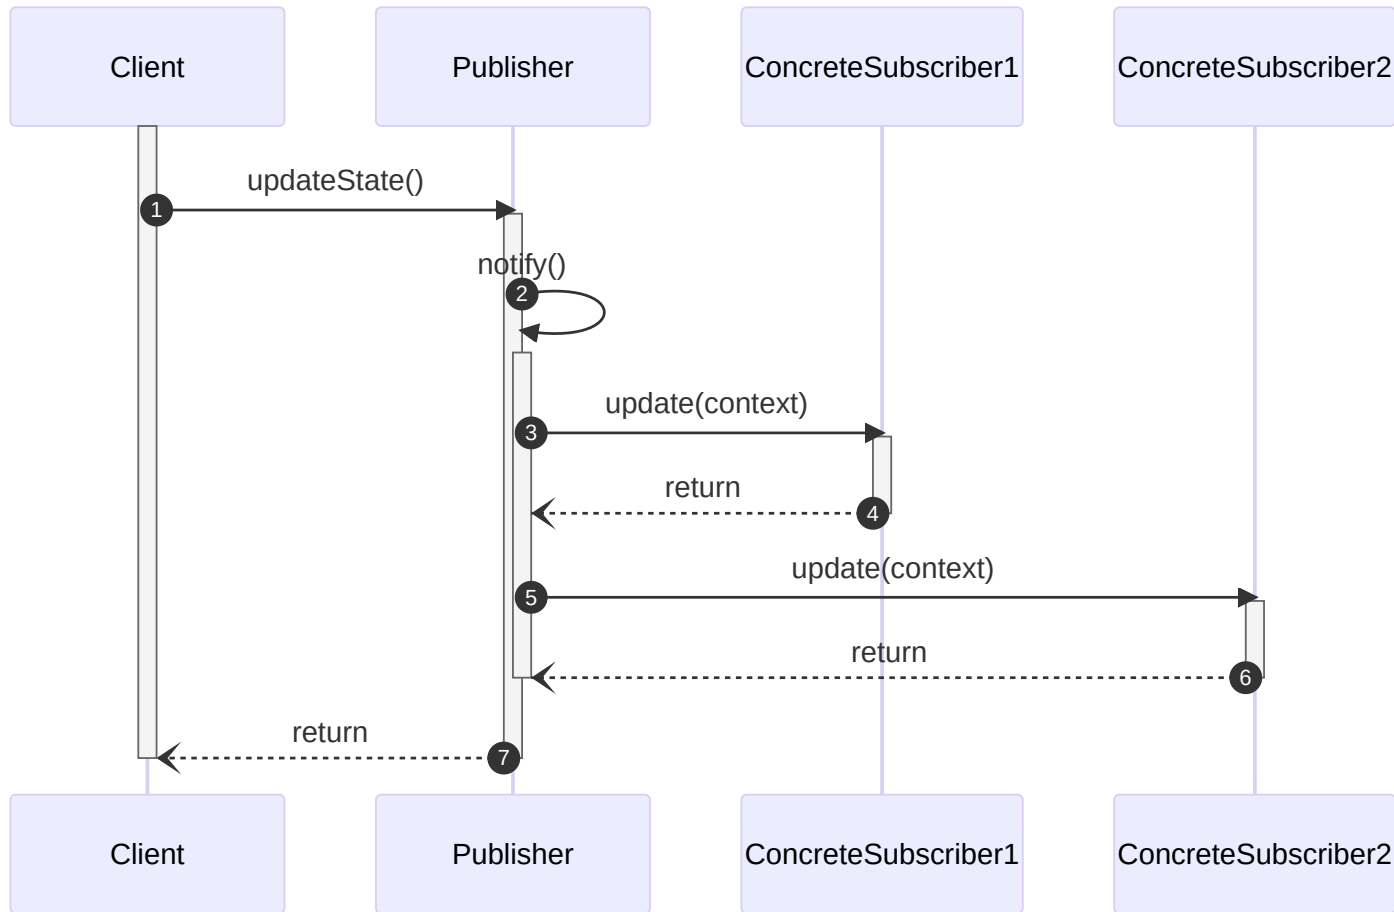 Client
Publisher
ConcreteSubscriber1
ConcreteSubscriber2
updateState()
1
notify()
2
update(context)
3
return
4
update(context)
5
return
6
return
7
Client
Publisher
ConcreteSubscriber1
ConcreteSubscriber2